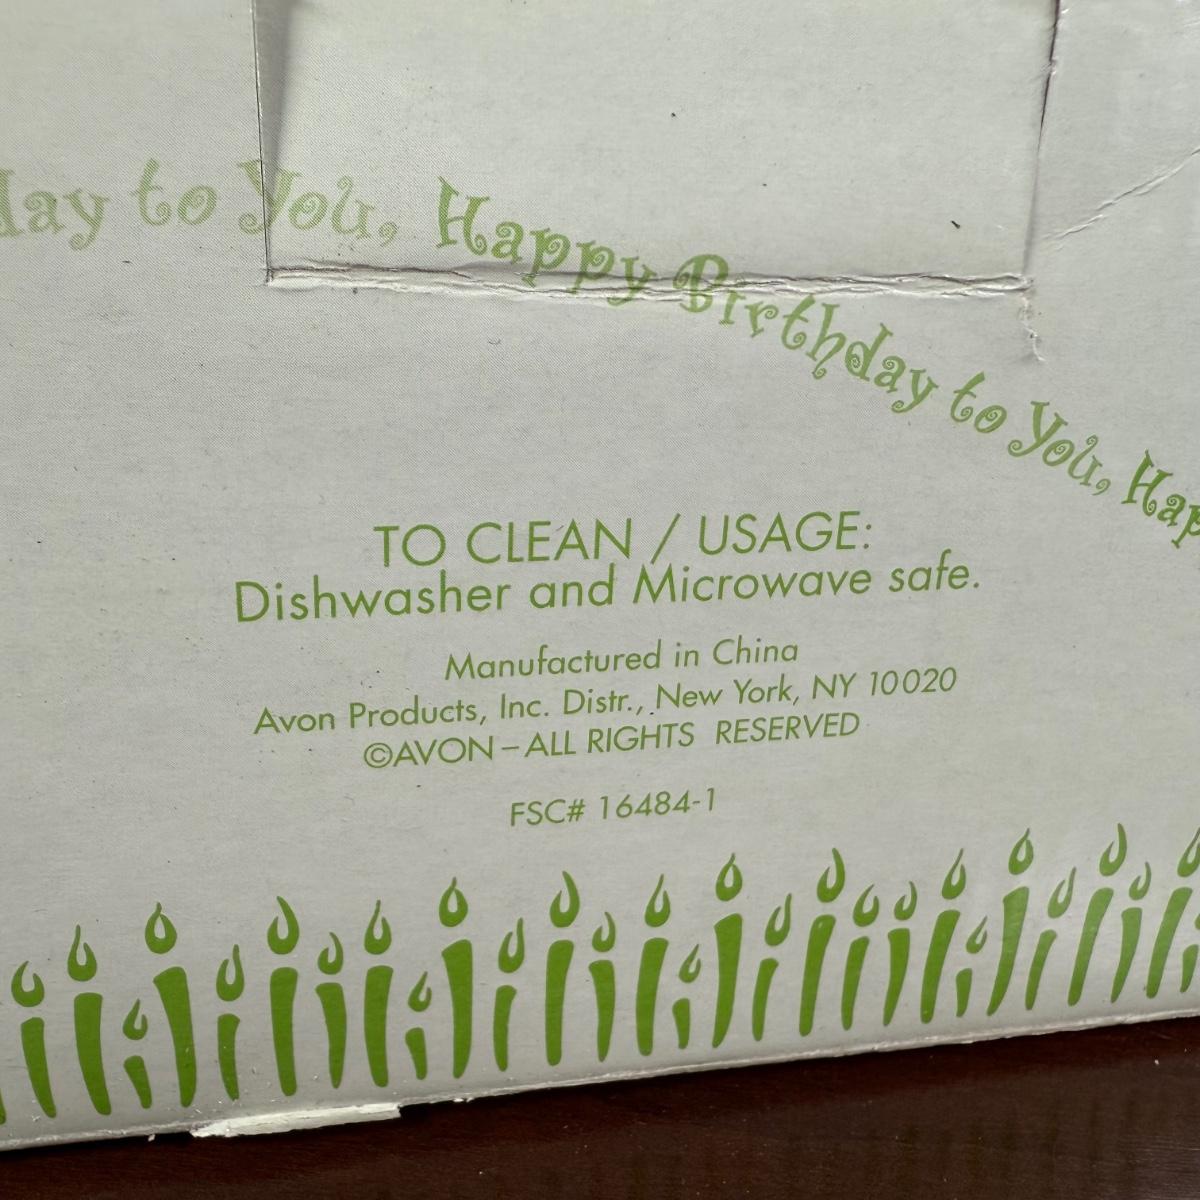 day to You, Happy Birthday to You, Hap
TO CLEAN / USAGE:
Dishwasher and Microwave safe.
Manufactured in China
Avon Products, Inc. Distr., New York, NY 10020
©AVON – ALL RIGHTS RESERVED
FSC# 16484-1